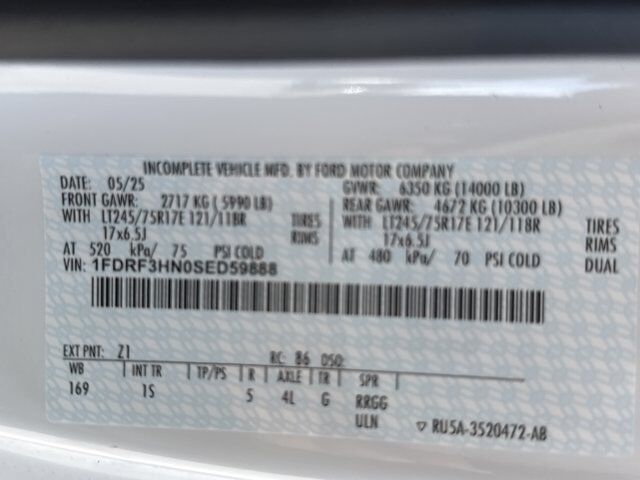 INCOMPLETE VEHICLE MFD. BY FORD MOTOR COMPANY
DATE: 05/25 GVWR: 6350 KG (14000 LB)
FRONT GAWR: 2717 KG ( 5990 LB) REAR GAWR: 4672 KG (10300 LB)
WITH LT245/75R17E 121/118R TIRES WITH LT245/75R17E 121/118R TIRES
17x6.5J RIMS 17x6.5J RIMS
AT 520 kPa/ 75 PSI COLD AT 480 kPa/ 70 PSI COLD DUAL
VIN: 1FDRF3HN0SED59888
EXT PNT: Z1 RC: 86 DSO:
WB INT TR TP/PS R AXLE TR SPR
169 1S 5 4L G RRGG
ULN ▽ RU5A-3520472-AB